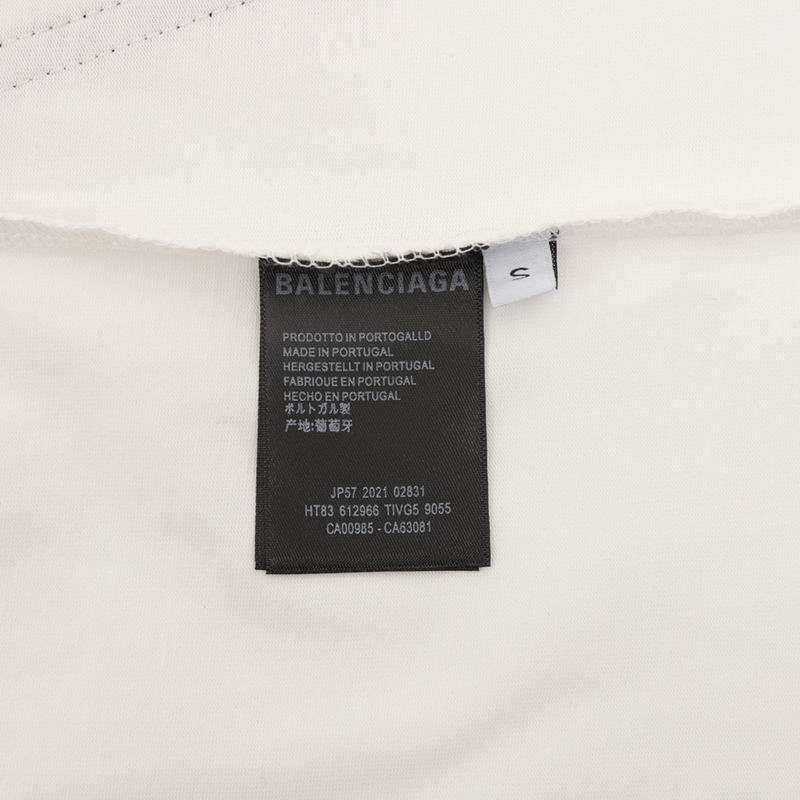 BALENCIAGA
S
PRODOTTO IN PORTOGALLD
MADE IN PORTUGAL
HERGESTELLT IN PORTUGAL
FABRIQUE EN PORTUGAL
HECHO EN PORTUGAL
ポルトガル製
产地:葡萄牙
JP57 2021 02831
HT83 612966 TIVG5 9055
CA00985 - CA63081